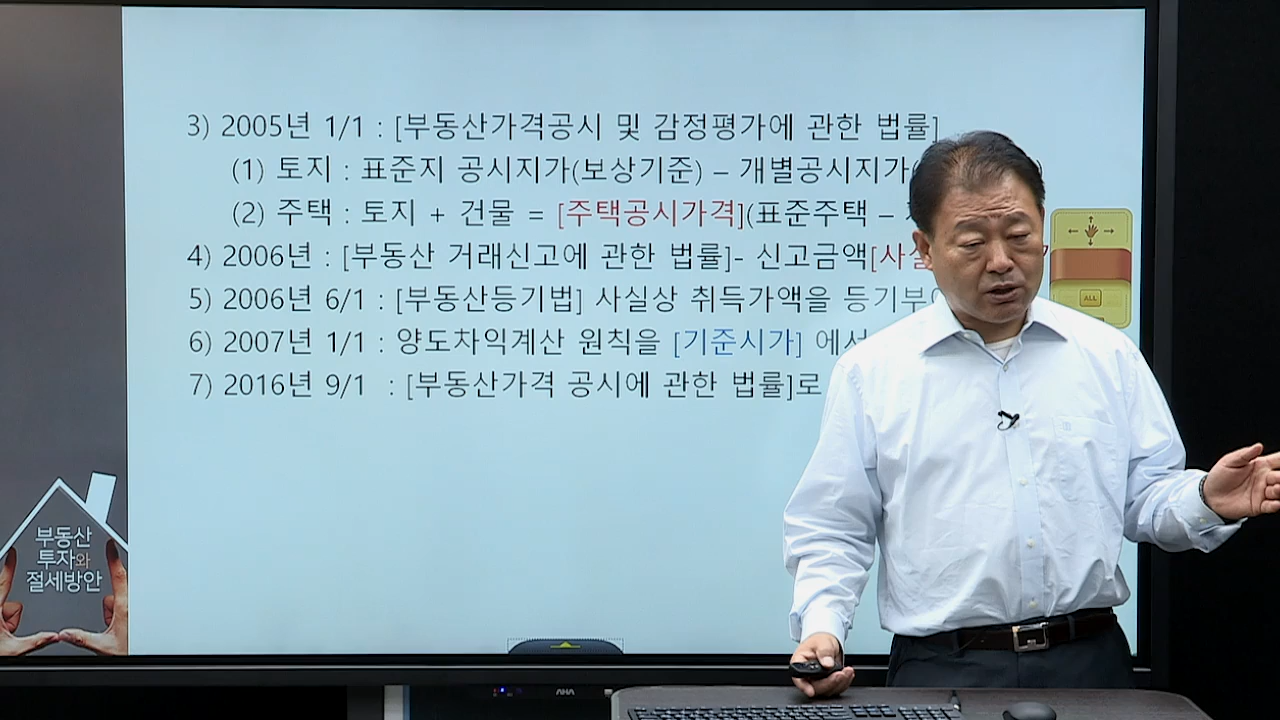 3) 2005년 1/1 : [부동산가격공시 및 감정평가에 관한 법률]
(1) 토지 : 표준지 공시지가(보상기준) – 개별공시지가(
(2) 주택 : 토지 + 건물 = [주택공시가격](표준주택 –
4) 2006년 : [부동산 거래신고에 관한 법률]- 신고금액[사실
5) 2006년 6/1 : [부동산등기법] 사실상 취득가액을 등기부에
6) 2007년 1/1 : 양도차익계산 원칙을 [기준시가] 에서
7) 2016년 9/1 : [부동산가격 공시에 관한 법률]로
ALL
부동산
투자와
절세방안